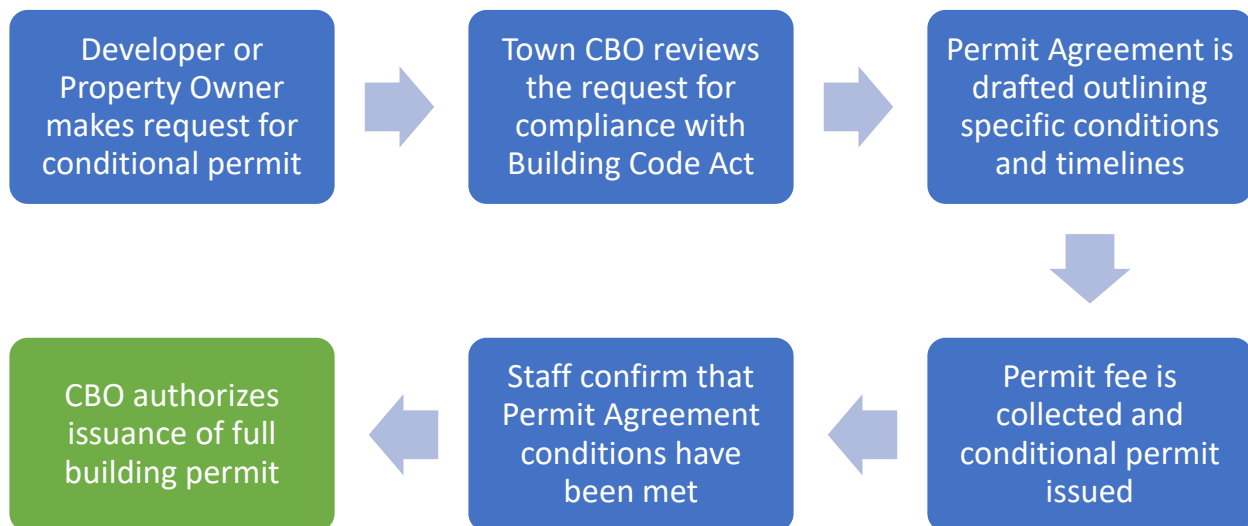 Developer or
Property Owner
makes request for
conditional permit
Town CBO reviews
the request for
compliance with
Building Code Act
Permit Agreement is
drafted outlining
specific conditions
and timelines
Permit fee is
collected and
conditional permit
issued
Staff confirm that
Permit Agreement
conditions have
been met
CBO authorizes
issuance of full
building permit